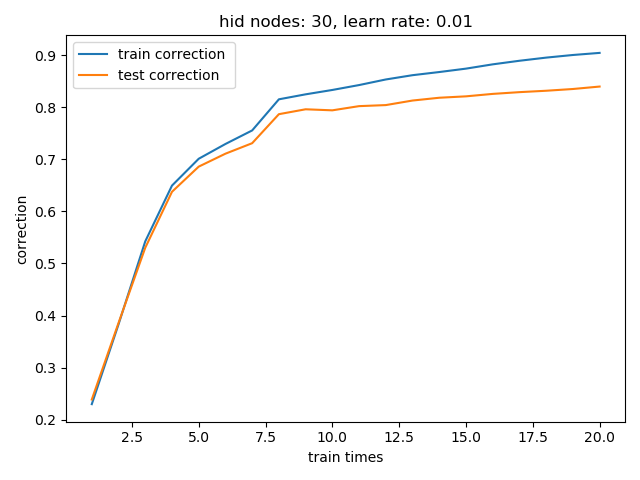 hid nodes: 30, learn rate: 0.01
train correction
test correction
0.9
0.8
0.7
0.6
0.5
0.4
0.3
0.2
correction
2.5 5.0 7.5 10.0 12.5 15.0 17.5 20.0
train times